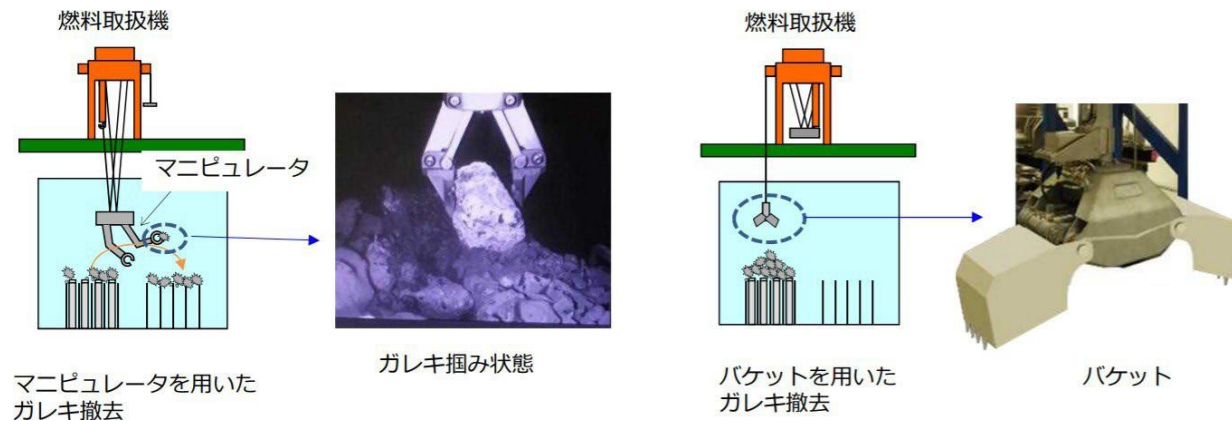 燃料取扱機
マニピュレータ
ガレキ掴み状態
マニピュレータを用いた
ガレキ撤去
燃料取扱機
バケットを用いた
ガレキ撤去
バケット